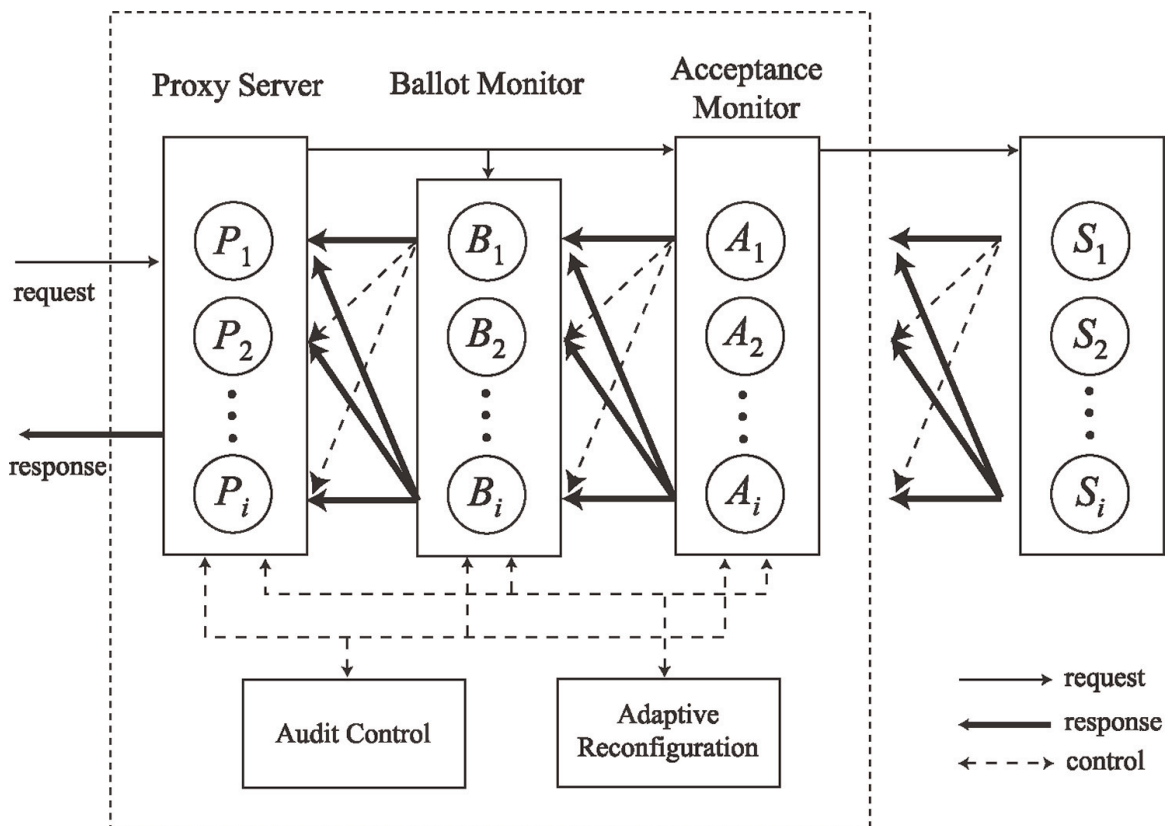 Proxy Server
Ballot Monitor
Acceptance
Monitor
P1
B1
A1
S1
request
P2
B2
A2
S2
response
Pi
Bi
Ai
Si
Audit Control
Adaptive
Reconfiguration
request
response
control